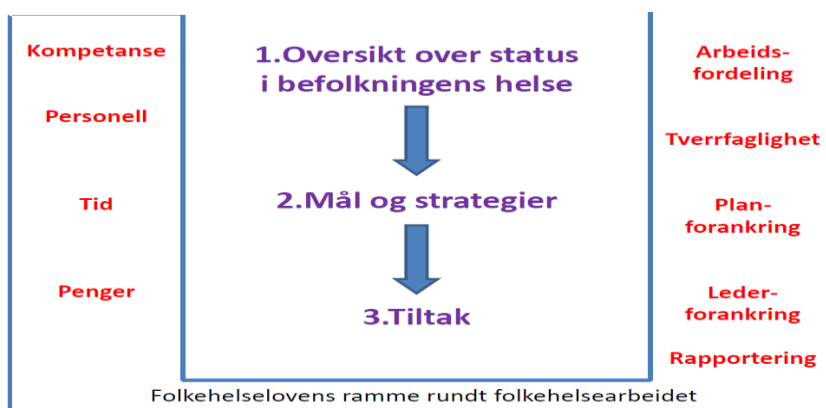 Kompetanse
Personell
Tid
Penger
1.Oversikt over status
i befolkningens helse
2.Mål og strategier
3.Tiltak
Arbeids-
fordeling
Tverrfaglighet
Plan-
forankring
Leder-
forankring
Rapportering
Folkehelselovens ramme rundt folkehelsearbeidet